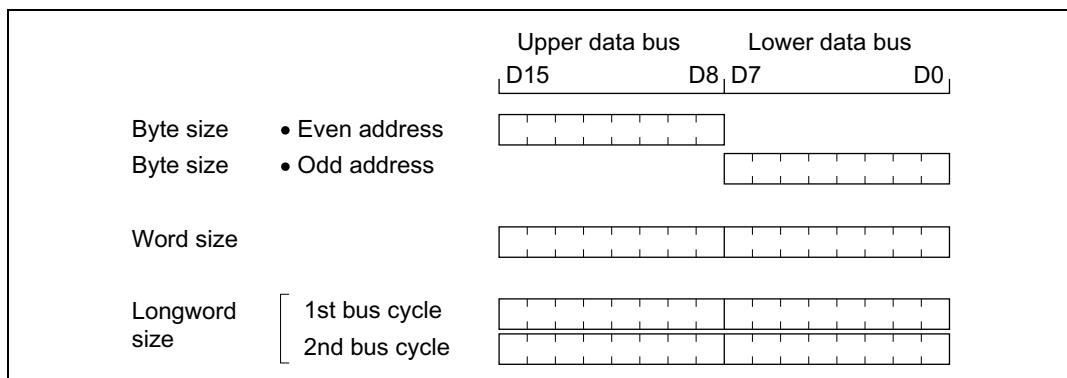 Upper data bus Lower data bus
D15 D8 D7 D0
Byte size • Even address
Byte size • Odd address
Word size
Longword size 1st bus cycle
2nd bus cycle